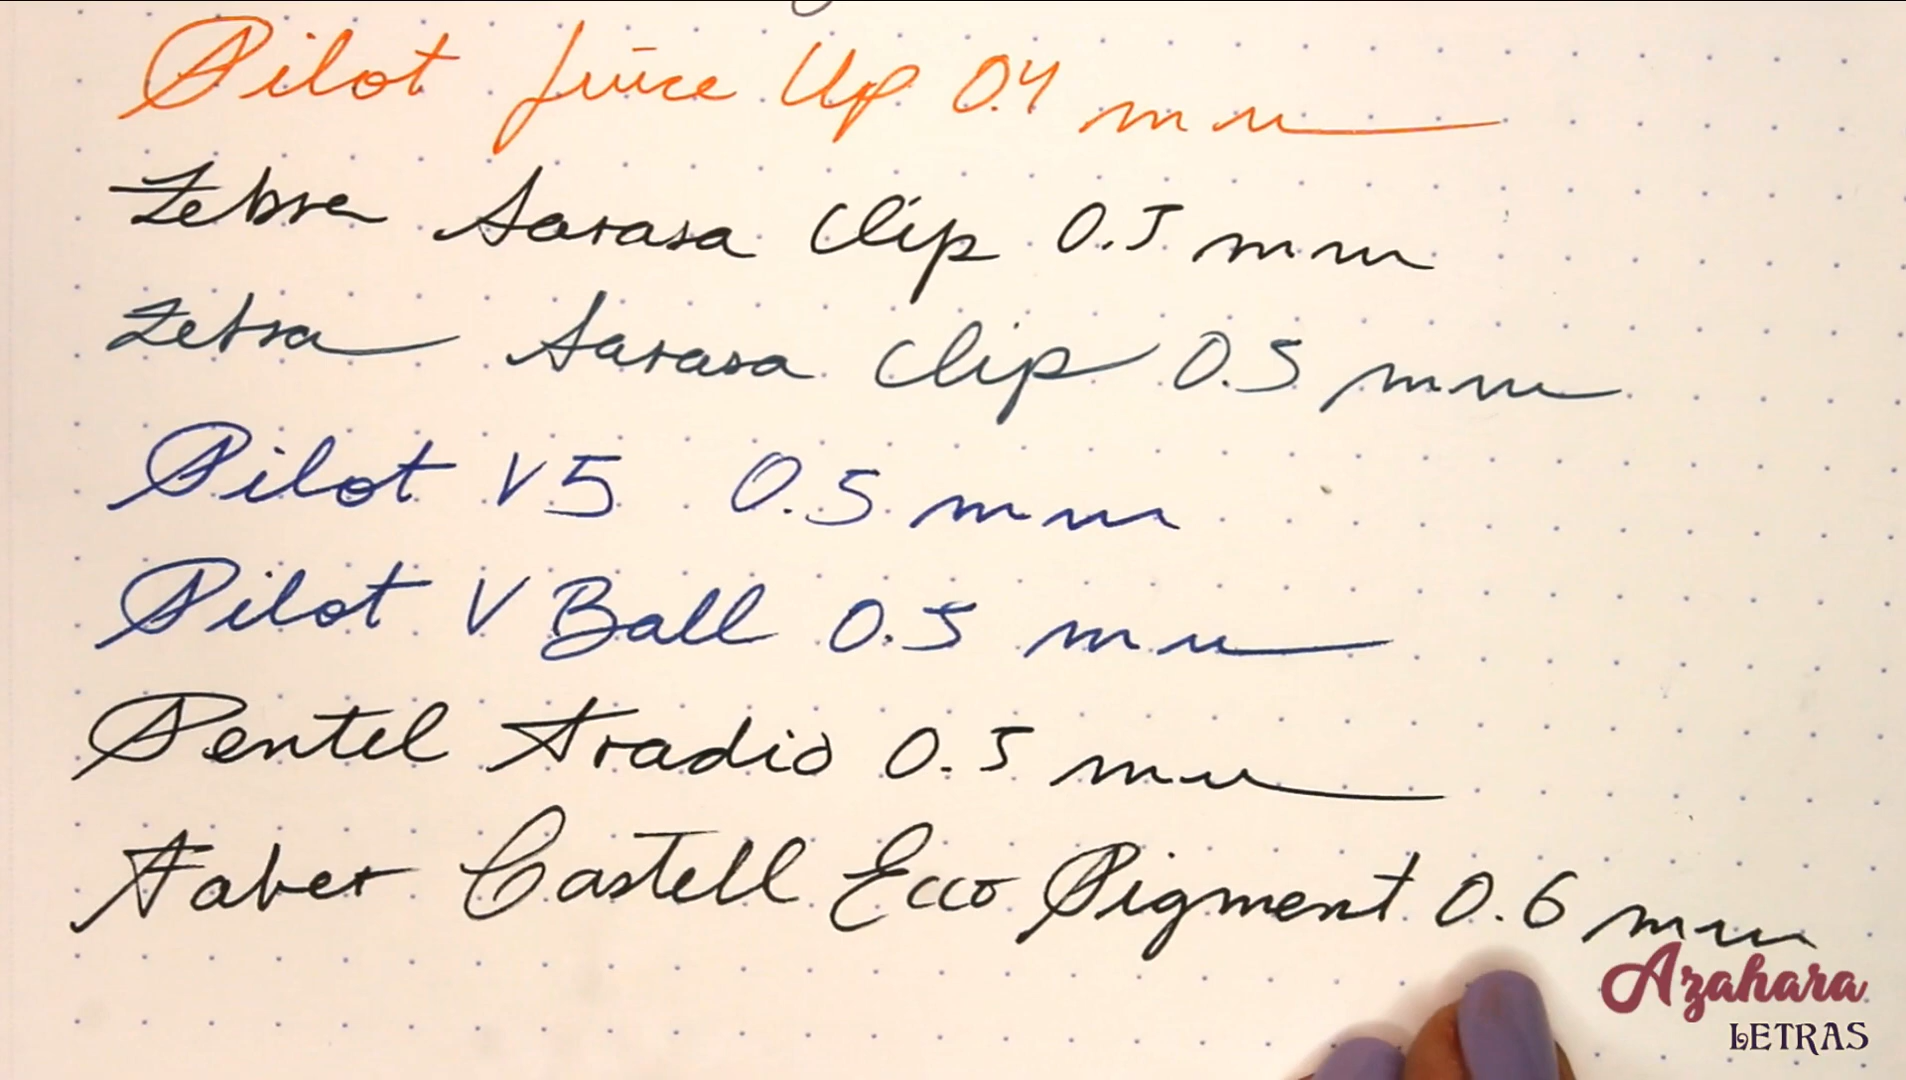 Pilot Juice Up 0.4 mm
Zebra Sarasa Clip 0.5 mm
Zebra Sarasa Clip 0.5 mm
Pilot V5 0.5 mm
Pilot V Ball 0.5 mm
Pentel Tradio 0.5 mm
Faber Castell Ecco Pigment 0.6 mm
Azahara
LETRAS